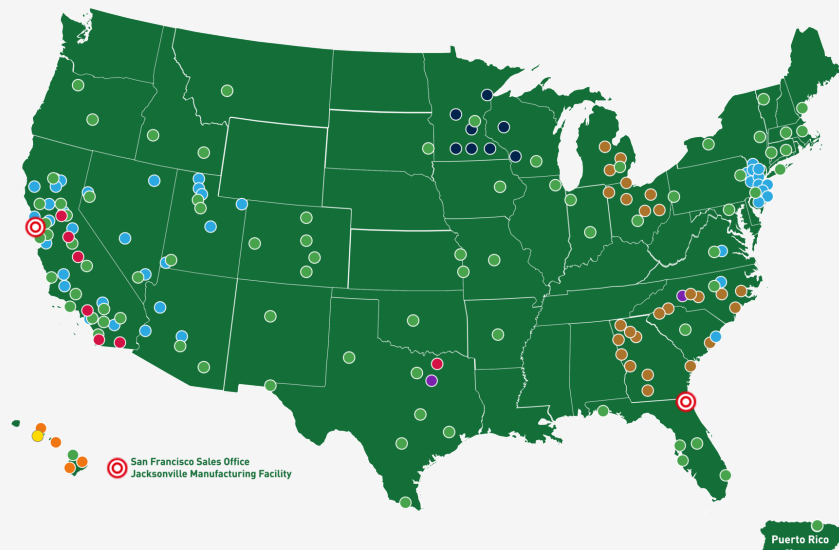 San Francisco Sales Office
Jacksonville Manufacturing Facility
Puerto Rico